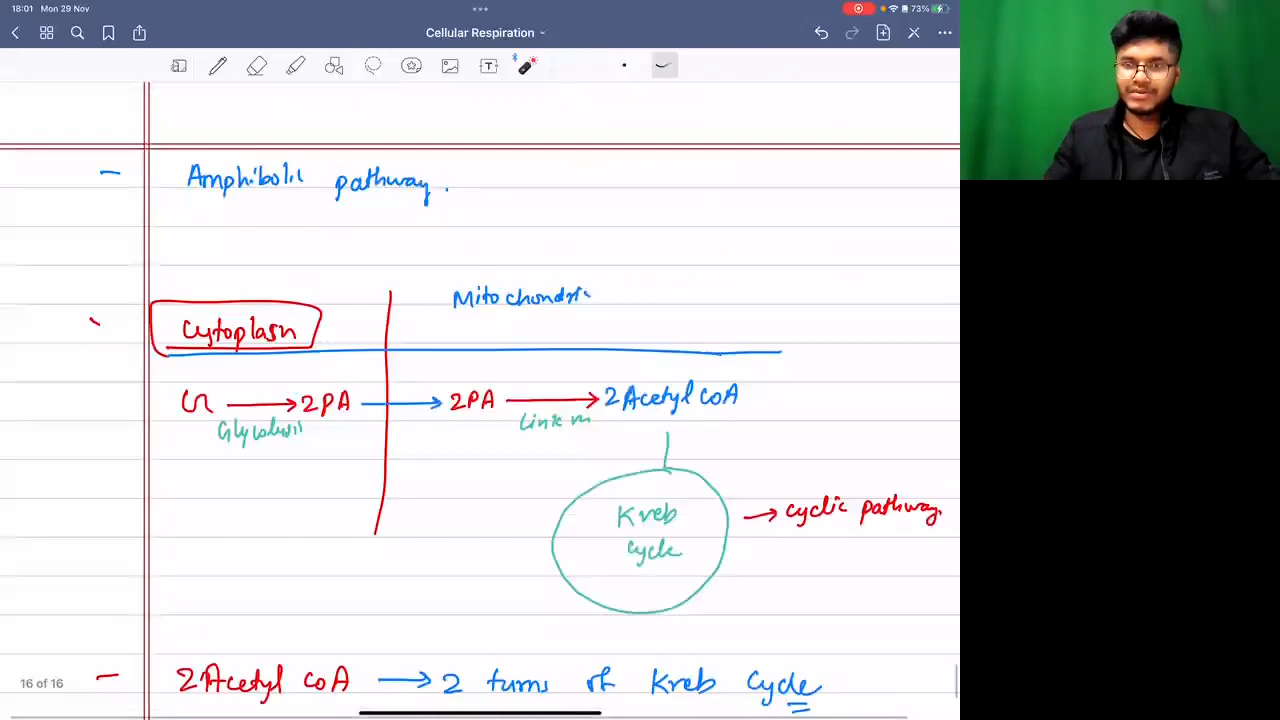 18:01 Mon 29 Nov
73%
Cellular Respiration
Amphibolic pathway.
Mitochondria
Cytoplasm
2PA 2PA 2Acetyl CoA
Glycolysis Link
Kreb
cycle
cyclic pathway.
16 of 16
2Acetyl CoA → 2 turns of Kreb Cycle